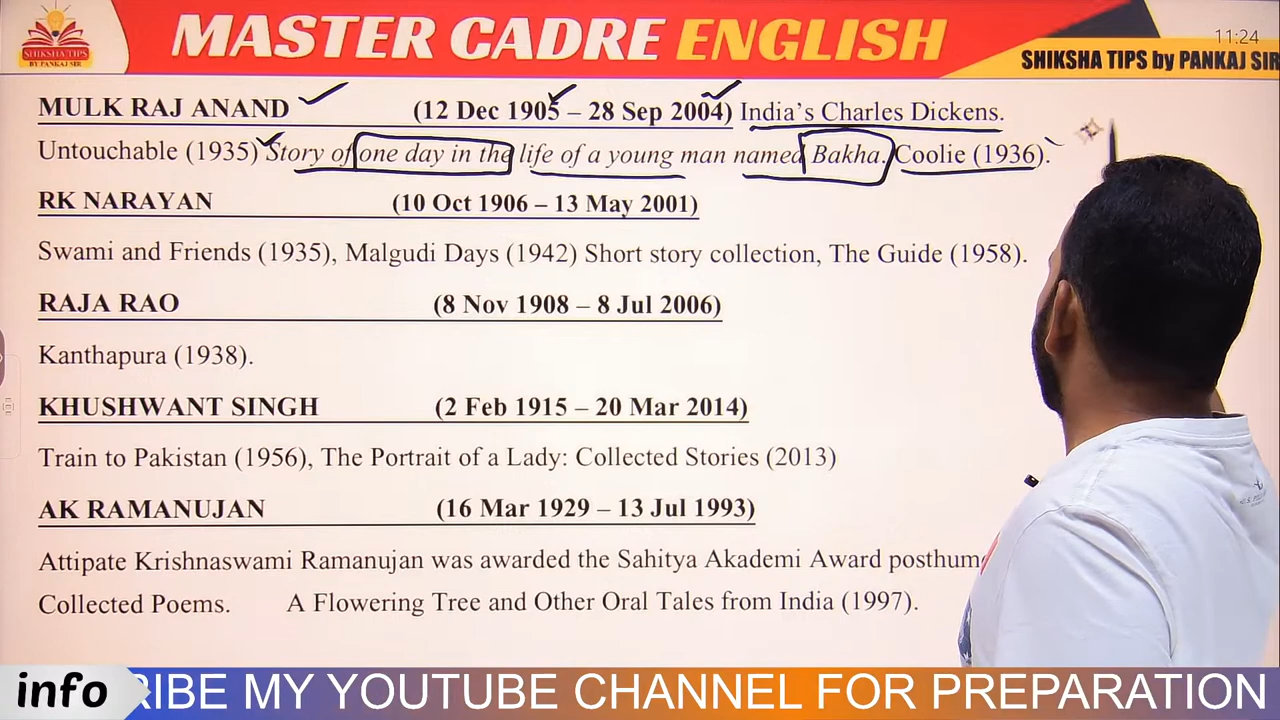 SHIKSHA TIPS
BY PANKAJ SIR
MASTER CADRE ENGLISH
11:24
SHIKSHA TIPS by PANKAJ SIR
MULK RAJ ANAND (12 Dec 1905 – 28 Sep 2004) India's Charles Dickens.
Untouchable (1935) Story of one day in the life of a young man named Bakha. Coolie (1936).
RK NARAYAN (10 Oct 1906 – 13 May 2001)
Swami and Friends (1935), Malgudi Days (1942) Short story collection, The Guide (1958).
RAJA RAO (8 Nov 1908 – 8 Jul 2006)
Kanthapura (1938).
KHUSHWANT SINGH (2 Feb 1915 – 20 Mar 2014)
Train to Pakistan (1956), The Portrait of a Lady: Collected Stories (2013)
AK RAMANUJAN (16 Mar 1929 – 13 Jul 1993)
Attipate Krishnaswami Ramanujan was awarded the Sahitya Akademi Award posthum
Collected Poems. A Flowering Tree and Other Oral Tales from India (1997).
info RIBE MY YOUTUBE CHANNEL FOR PREPARATION